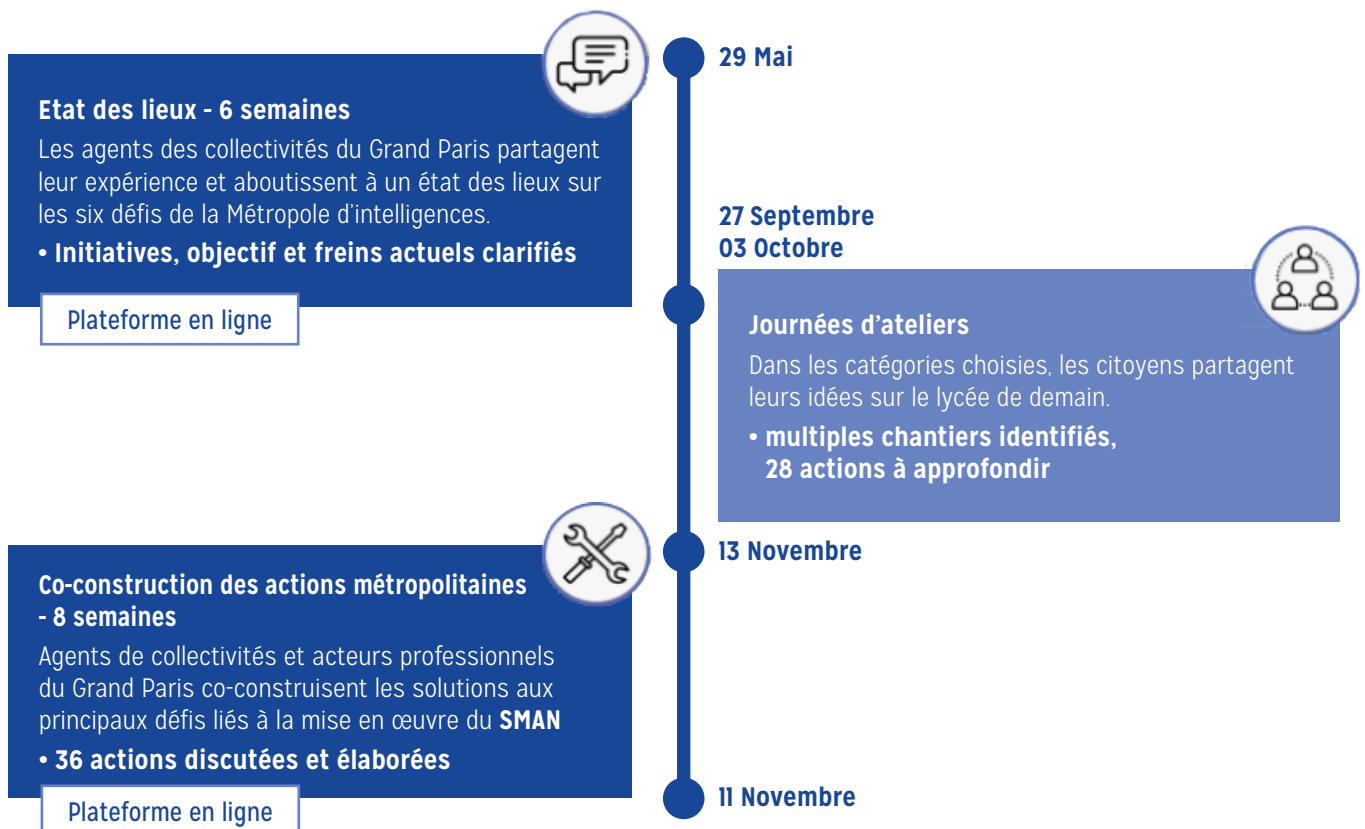 29 Mai
Etat des lieux - 6 semaines
Les agents des collectivités du Grand Paris partagent
leur expérience et aboutissent à un état des lieux sur
les six défis de la Métropole d'intelligences.
• Initiatives, objectif et freins actuels clarifiés
Plateforme en ligne
27 Septembre
03 Octobre
Journées d'ateliers
Dans les catégories choisies, les citoyens partagent
leurs idées sur le lycée de demain.
• multiples chantiers identifiés,
28 actions à approfondir
13 Novembre
Co-construction des actions métropolitaines
- 8 semaines
Agents de collectivités et acteurs professionnels
du Grand Paris co-construisent les solutions aux
principaux défis liés à la mise en œuvre du SMAN
• 36 actions discutées et élaborées
Plateforme en ligne
11 Novembre